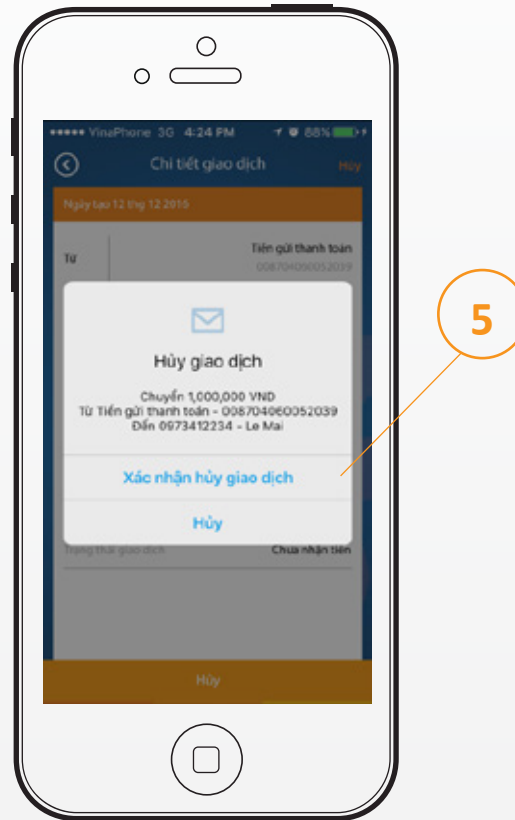 VinaPhone 3G 4:24 PM 88%
Chi tiết giao dịch Hủy
Ngày tạo 12 thg 12 2016
Từ Tiền gửi thanh toán
008704060052039
Hủy giao dịch
Chuyển 1,000,000 VND
Từ Tiền gửi thanh toán - 008704060052039
Đến 0973412234 - Le Mai
Xác nhận hủy giao dịch
Hủy
Trạng thái giao dịch Chưa nhận tiền
Hủy
5